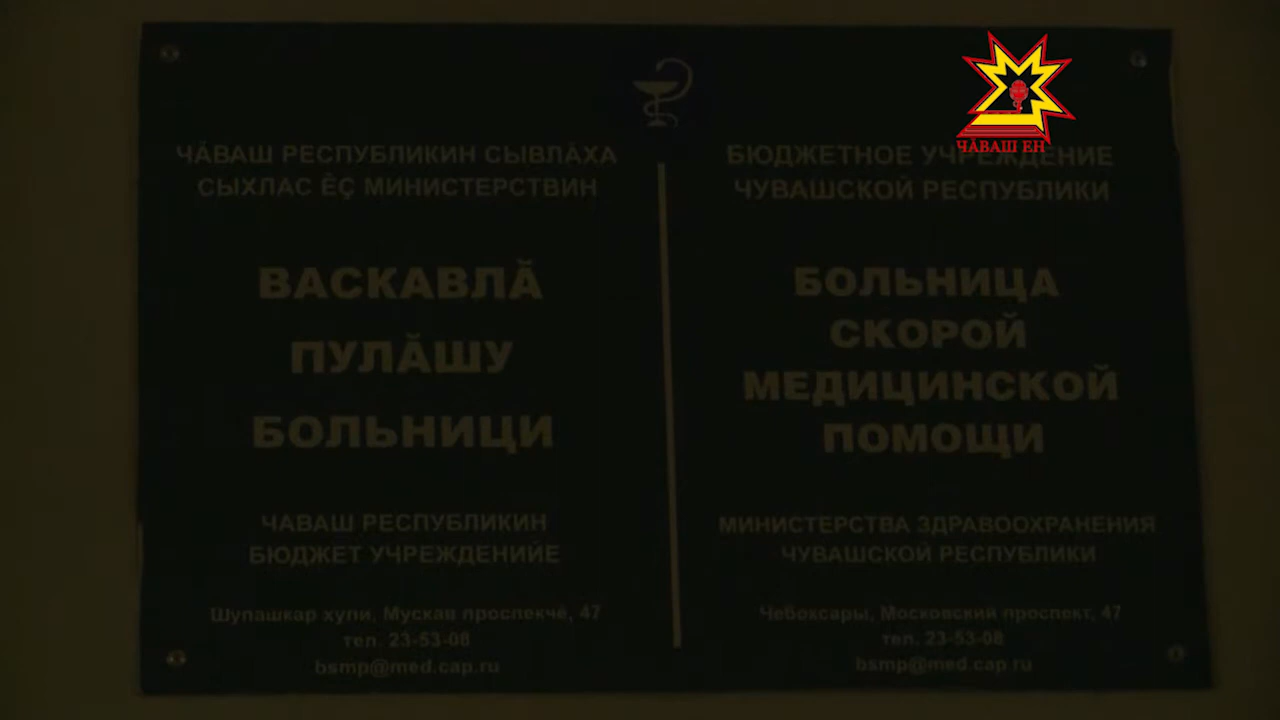 ЧӐВАШ ЕН
ЧӐВАШ РЕСПУБЛИКИН СЫВЛӐХА
СЫХЛАС ӖҪ МИНИСТЕРСТВИН
ВАСКАВЛӐ
ПУЛӐШУ
БОЛЬНИЦИ
ЧӐВАШ РЕСПУБЛИКИН
БЮДЖЕТ УЧРЕЖДЕНИЙӖ
Шупашкар хули, Мускав проспекчӗ, 47
тел. 23-53-08
bsmp@med.cap.ru
БЮДЖЕТНОЕ УЧРЕЖДЕНИЕ
ЧУВАШСКОЙ РЕСПУБЛИКИ
БОЛЬНИЦА
СКОРОЙ
МЕДИЦИНСКОЙ
ПОМОЩИ
МИНИСТЕРСТВА ЗДРАВООХРАНЕНИЯ
ЧУВАШСКОЙ РЕСПУБЛИКИ
Чебоксары, Московский проспект, 47
тел. 23-53-08
bsmp@med.cap.ru